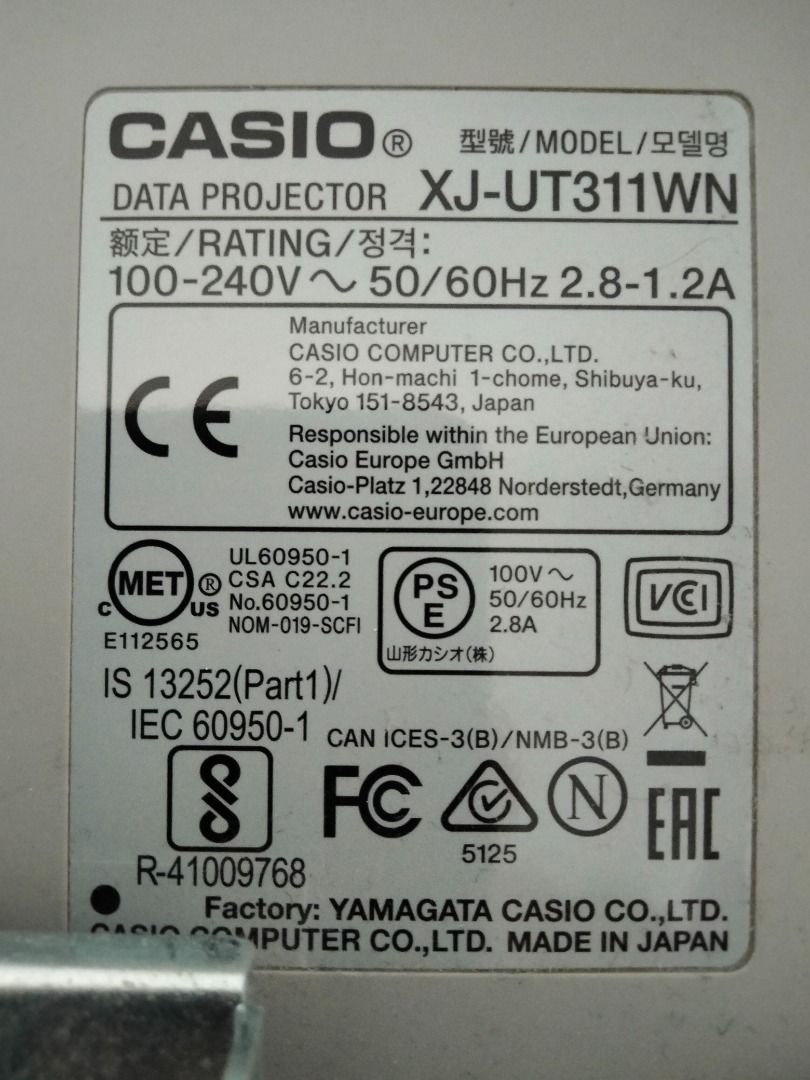 CASIO® 型號/MODEL/모델명
DATA PROJECTOR XJ-UT311WN
额定/RATING/정격:
100-240V～ 50/60Hz 2.8-1.2A
Manufacturer
CASIO COMPUTER CO.,LTD.
6-2, Hon-machi 1-chome, Shibuya-ku,
Tokyo 151-8543, Japan
CE
Responsible within the European Union:
Casio Europe GmbH
Casio-Platz 1,22848 Norderstedt,Germany
www.casio-europe.com
c MET ® US
E112565
UL60950-1
CSA C22.2
No.60950-1
NOM-019-SCFI
PS
E
100V～
50/60Hz
2.8A
山形カシオ(株)
VCCI
IS 13252(Part1)/
IEC 60950-1
CAN ICES-3(B)/NMB-3(B)
R-41009768
FC
5125
N
EAC
Factory: YAMAGATA CASIO CO.,LTD.
CASIO COMPUTER CO.,LTD. MADE IN JAPAN